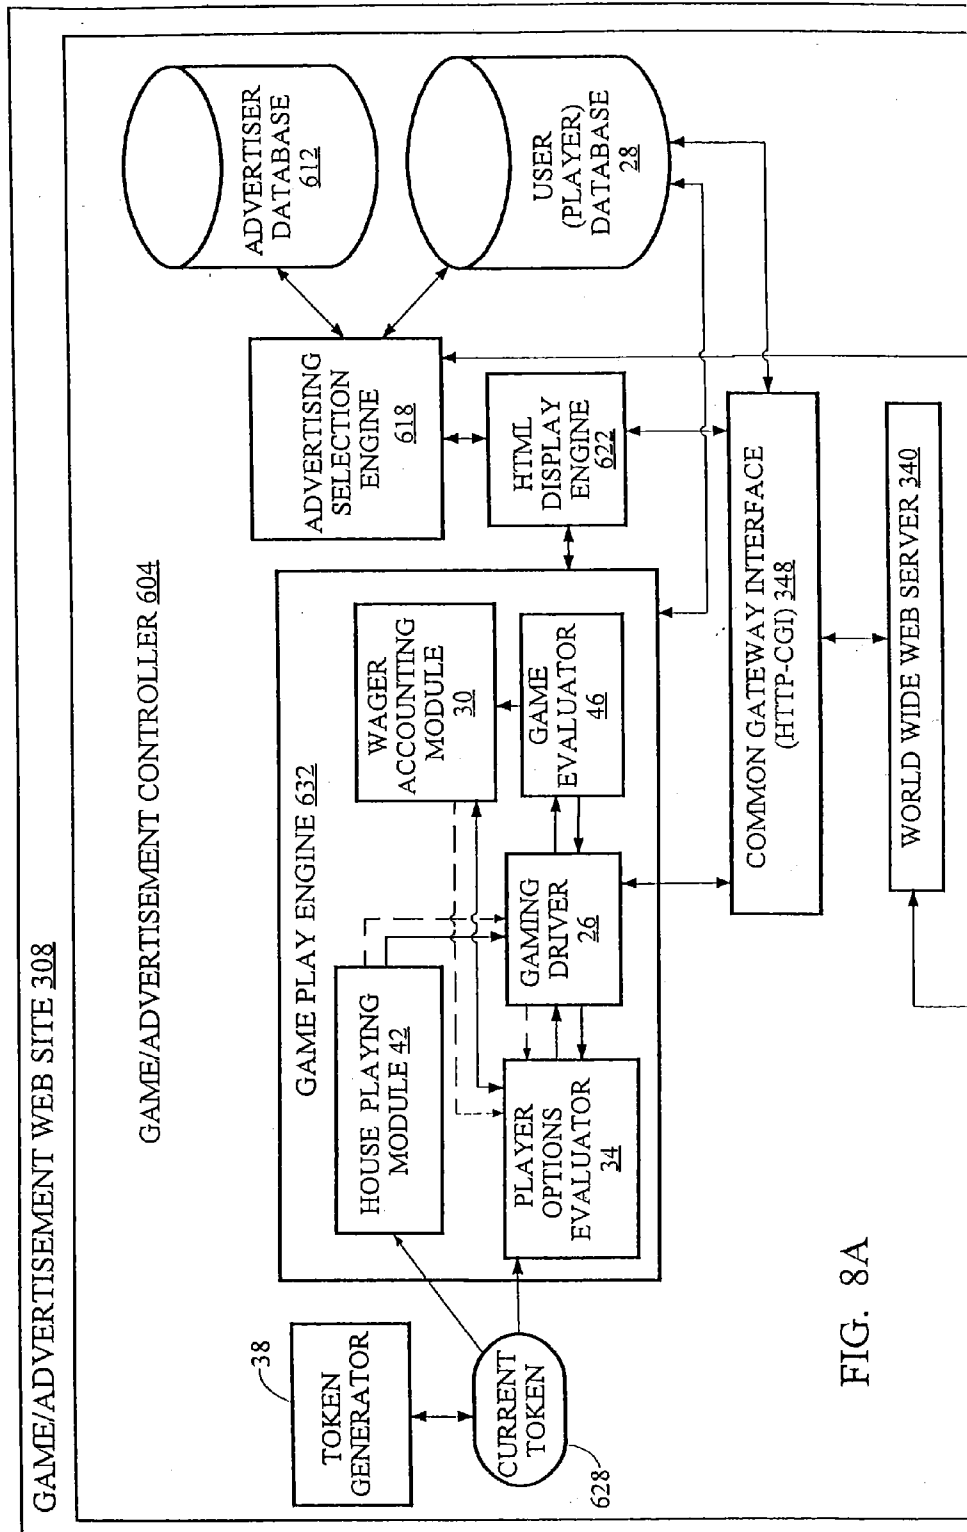 GAME/ADVERTISEMENT WEB SITE 308
GAME/ADVERTISEMENT CONTROLLER 604
TOKEN
GENERATOR
38
CURRENT
TOKEN
628
GAME PLAY ENGINE 632
HOUSE PLAYING
MODULE 42
WAGER
ACCOUNTING
MODULE
30
PLAYER
OPTIONS
EVALUATOR
34
GAMING
DRIVER
26
GAME
EVALUATOR
46
ADVERTISING
SELECTION
ENGINE
618
HTML
DISPLAY
ENGINE
622
ADVERTISER
DATABASE
612
USER
(PLAYER)
DATABASE
28
COMMON GATEWAY INTERFACE
(HTTP-CGI) 348
WORLD WIDE WEB SERVER 340
FIG. 8A